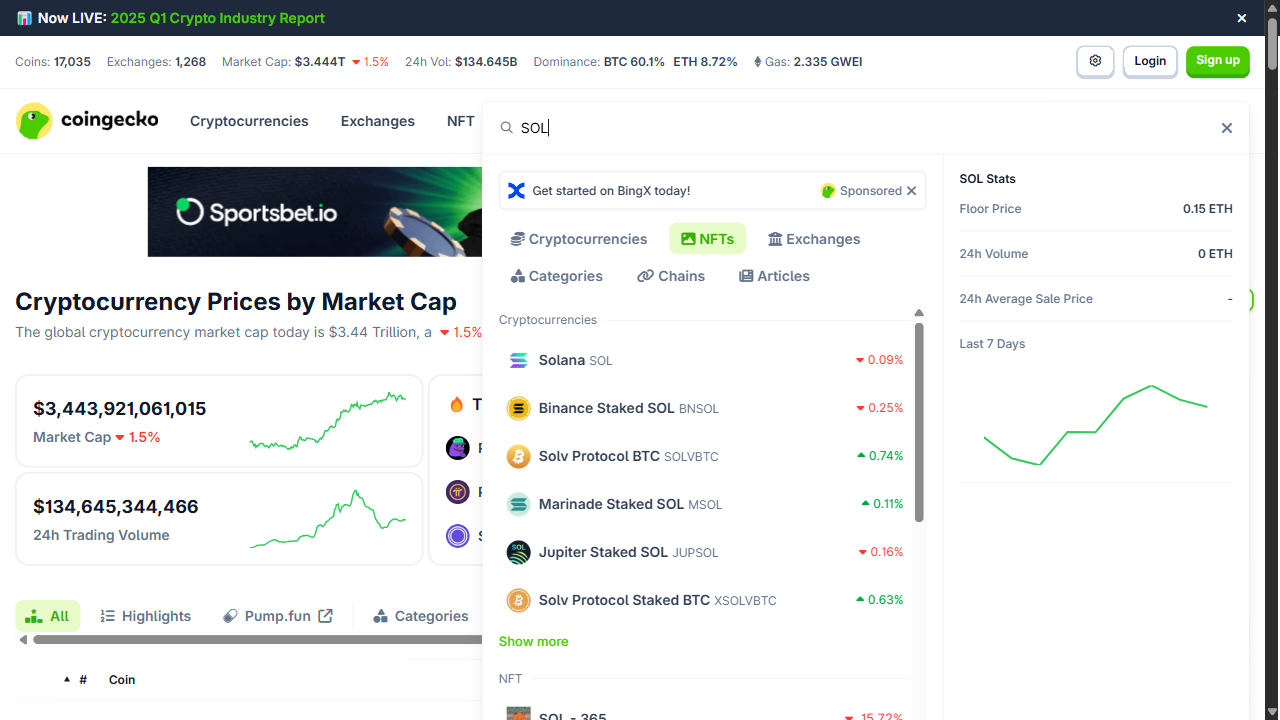 Now LIVE: 2025 Q1 Crypto Industry Report
Coins: 17,035 Exchanges: 1,268 Market Cap: $3.444T 1.5% 24h Vol: $134.645B Dominance: BTC 60.1% ETH 8.72% Gas: 2.335 GWEI
Login
Sign up
coingecko
Cryptocurrencies
Exchanges
NFT
SOL
Sportsbet.io
Get started on BingX today!
Sponsored
Cryptocurrencies
NFTs
Exchanges
Categories
Chains
Articles
SOL Stats
Floor Price 0.15 ETH
24h Volume 0 ETH
24h Average Sale Price -
Last 7 Days
Cryptocurrency Prices by Market Cap
The global cryptocurrency market cap today is $3.44 Trillion, a 1.5%
$3,443,921,061,015
Market Cap 1.5%
$134,645,344,466
24h Trading Volume
Cryptocurrencies
Solana SOL 0.09%
Binance Staked SOL BNSOL 0.25%
Solv Protocol BTC SOLVBTC 0.74%
Marinade Staked SOL MSOL 0.11%
Jupiter Staked SOL JUPSOL 0.16%
Solv Protocol Staked BTC XSOLVBTC 0.63%
Show more
NFT
SOL - 365 15.72%
All
Highlights
Pump.fun
Categories
# Coin